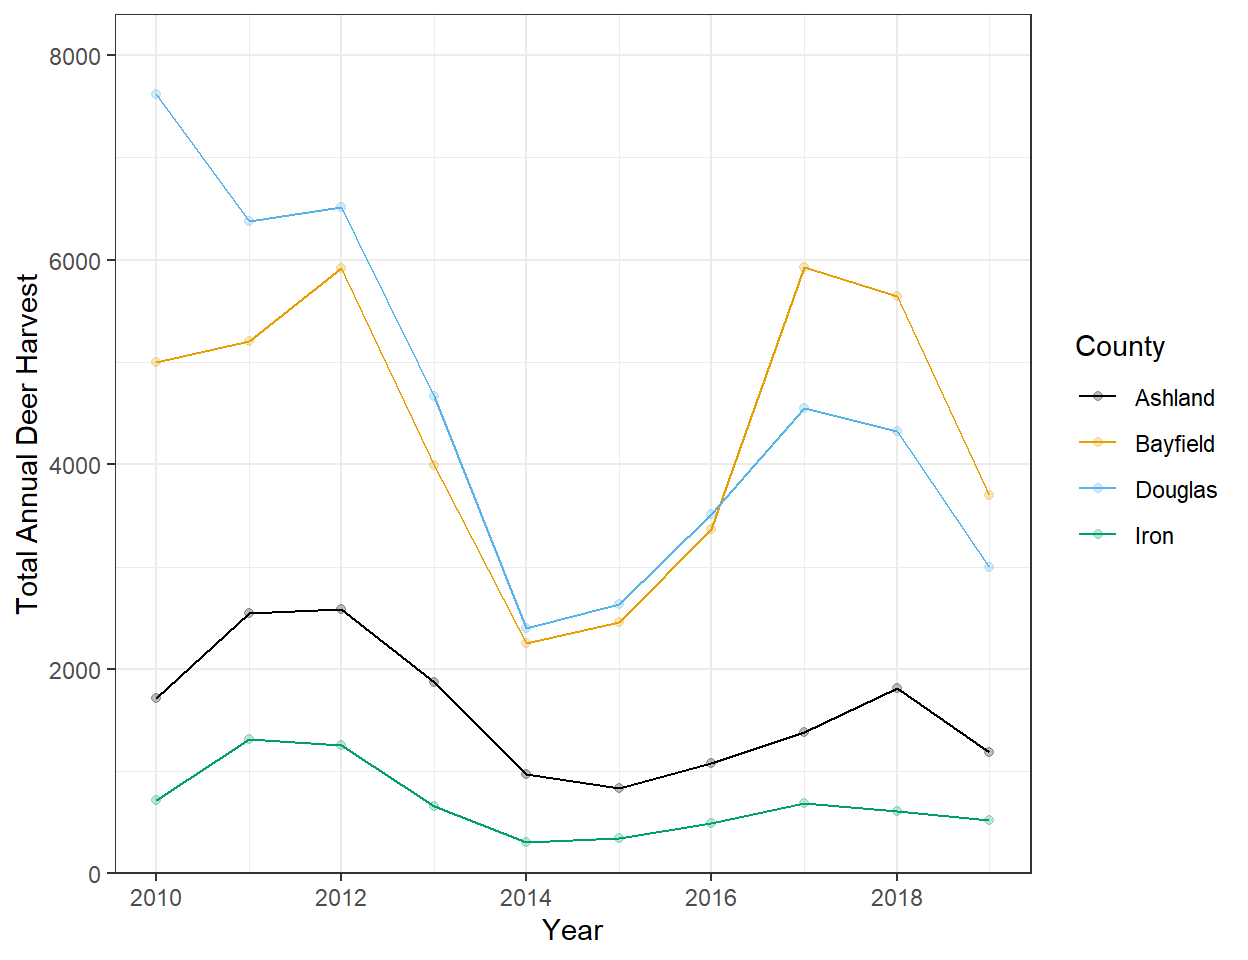 8000
6000
4000
2000
0
Total Annual Deer Harvest
2010
2012
2014
2016
2018
Year
County
Ashland
Bayfield
Douglas
Iron